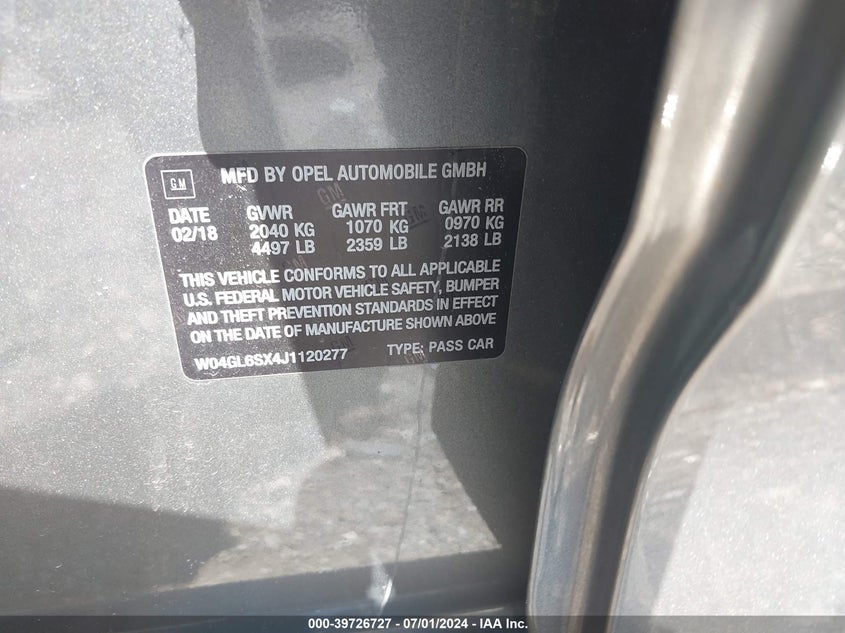 GM MFD BY OPEL AUTOMOBILE GMBH
DATE GVWR GAWR FRT GAWR RR
02/18 2040 KG 1070 KG 0970 KG
4497 LB 2359 LB 2138 LB
THIS VEHICLE CONFORMS TO ALL APPLICABLE
U.S. FEDERAL MOTOR VEHICLE SAFETY, BUMPER
AND THEFT PREVENTION STANDARDS IN EFFECT
ON THE DATE OF MANUFACTURE SHOWN ABOVE
W04GL6SX4J1120277 TYPE: PASS CAR
000-39726727 - 07/01/2024 - IAA Inc.